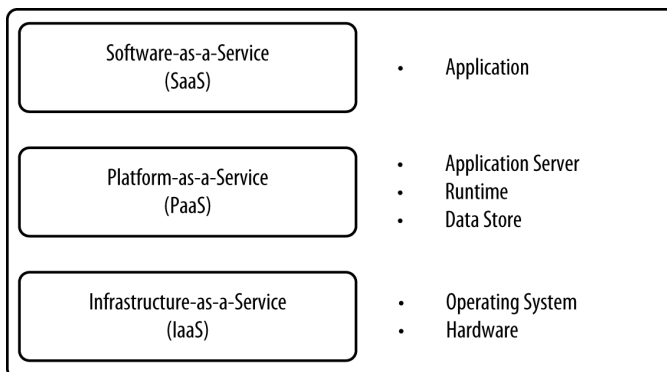 Software-as-a-Service
(SaaS)
• Application
Platform-as-a-Service
(PaaS)
• Application Server
• Runtime
• Data Store
Infrastructure-as-a-Service
(IaaS)
• Operating System
• Hardware